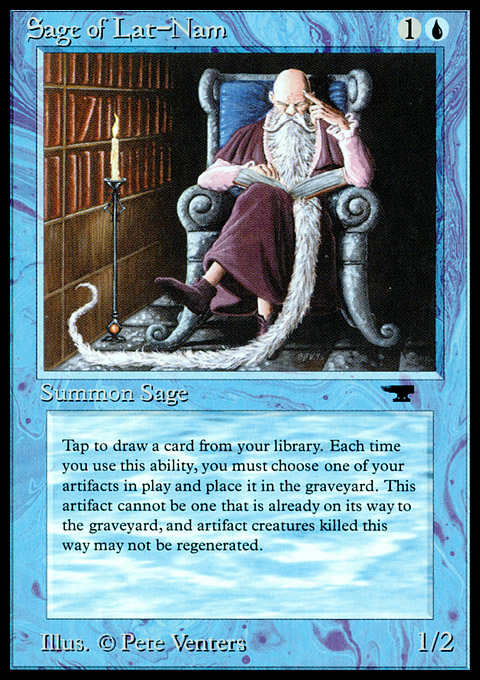 Sage of Lat-Nam 1
Summon Sage
Tap to draw a card from your library. Each time
you use this ability, you must choose one of your
artifacts in play and place it in the graveyard. This
artifact cannot be one that is already on its way to
the graveyard, and artifact creatures killed this
way may not be regenerated.
Illus. © Pete Venters 1/2